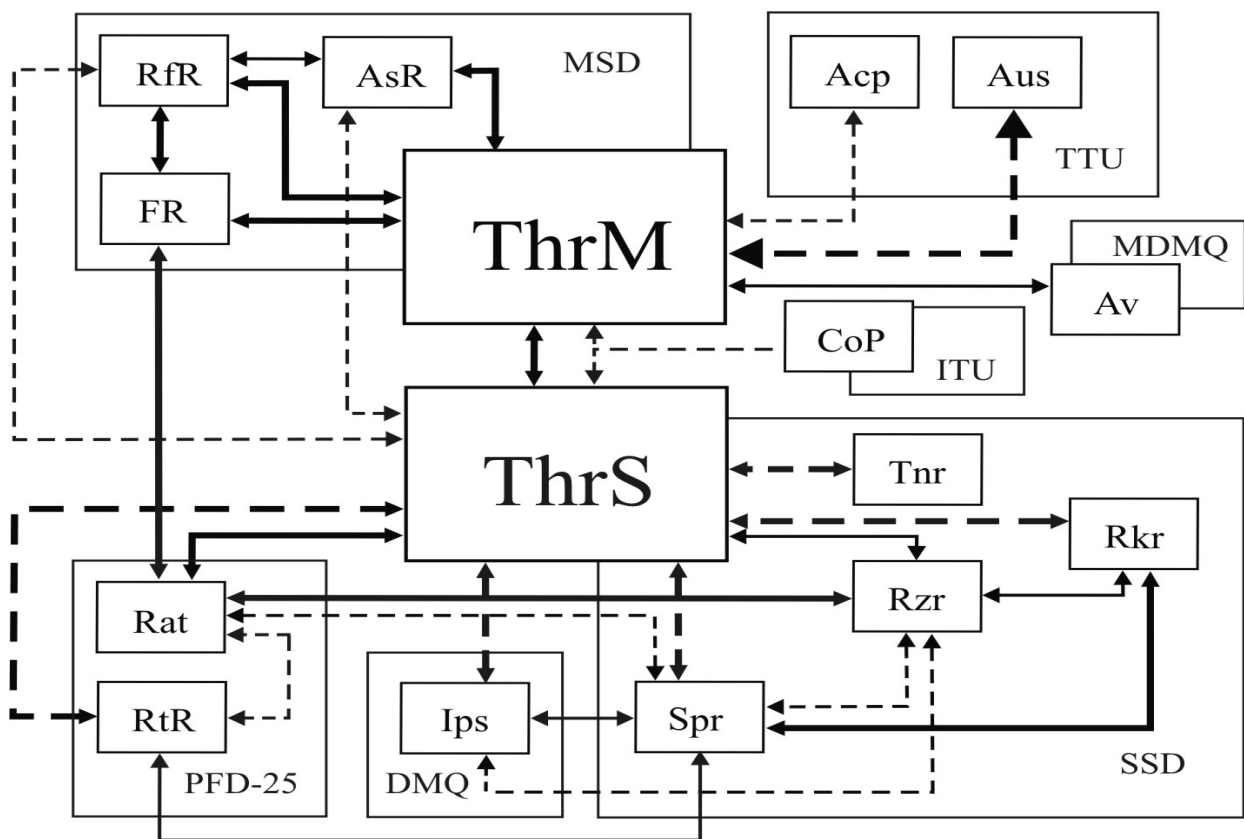 RfR
AsR
MSD
Acp
Aus
TTU
FR
ThrM
MDMQ
Av
CoP
ITU
ThrS
Tnr
Rkr
Rat
Rzr
RtR
Ips
Spr
PFD-25
DMQ
SSD